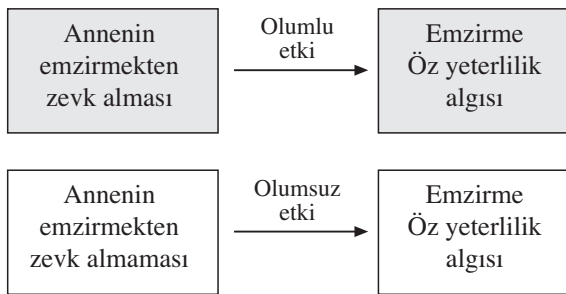 Annenin
emzirmekten
zevk alması
Olumlu
etki
Emzirme
Öz yeterlilik
algısı
Annenin
emzirmekten
zevk almaması
Olumsuz
etki
Emzirme
Öz yeterlilik
algısı